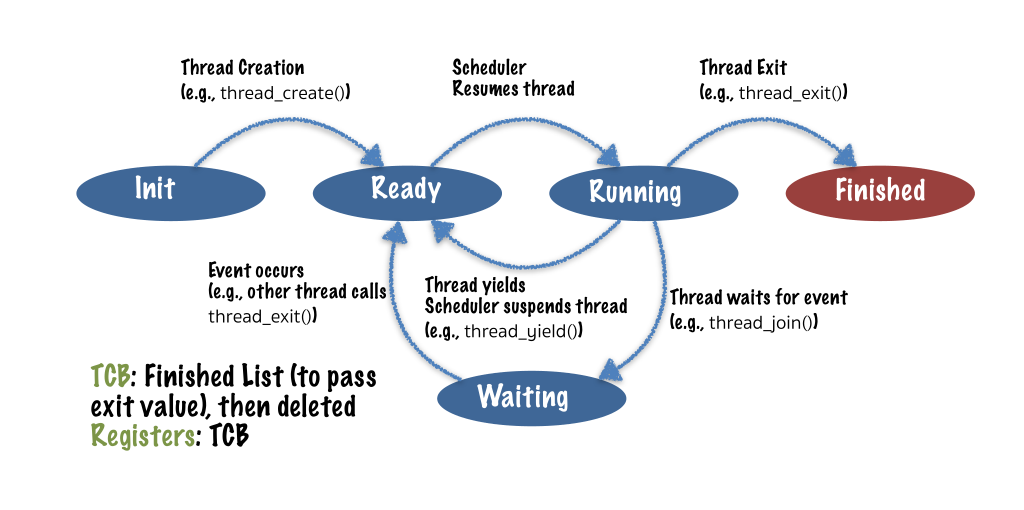 Thread Creation
(e.g., thread_create())
Scheduler
Resumes thread
Thread Exit
(e.g., thread_exit())
Init
Ready
Running
Finished
Event occurs
(e.g., other thread calls
thread_exit())
Thread yields
Scheduler suspends thread
(e.g., thread_yield())
Thread waits for event
(e.g., thread_join())
Waiting
TCB: Finished List (to pass
exit value), then deleted
Registers: TCB